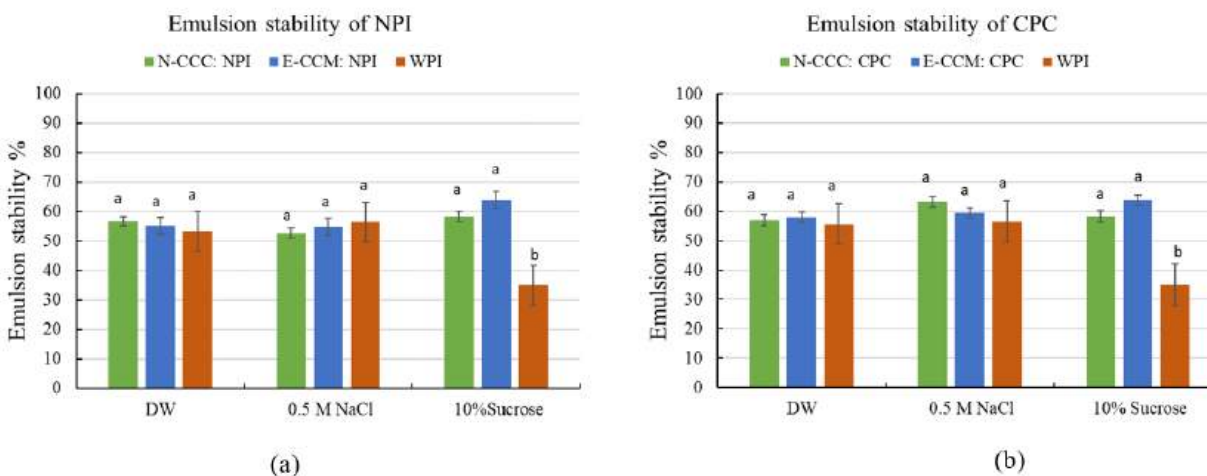 Emulsion stability of NPI
N-CCC: NPI E-CCM: NPI WPI
Emulsion stability %
100
90
80
70
60
50
40
30
20
10
0
a a a
a a a
a a b
DW 0.5 M NaCl 10%Sucrose
(a)
Emulsion stability of CPC
N-CCC: CPC E-CCM: CPC WPI
Emulsion stability %
100
90
80
70
60
50
40
30
20
10
0
a a a
a a a
a a b
DW 0.5 M NaCl 10% Sucrose
(b)